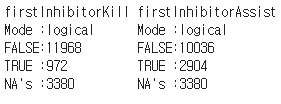 firstInhibitorKill firstInhibitorAssist
Mode :logical Mode :logical
FALSE:11968 FALSE:10036
TRUE :972 TRUE :2904
NA's :3380 NA's :3380